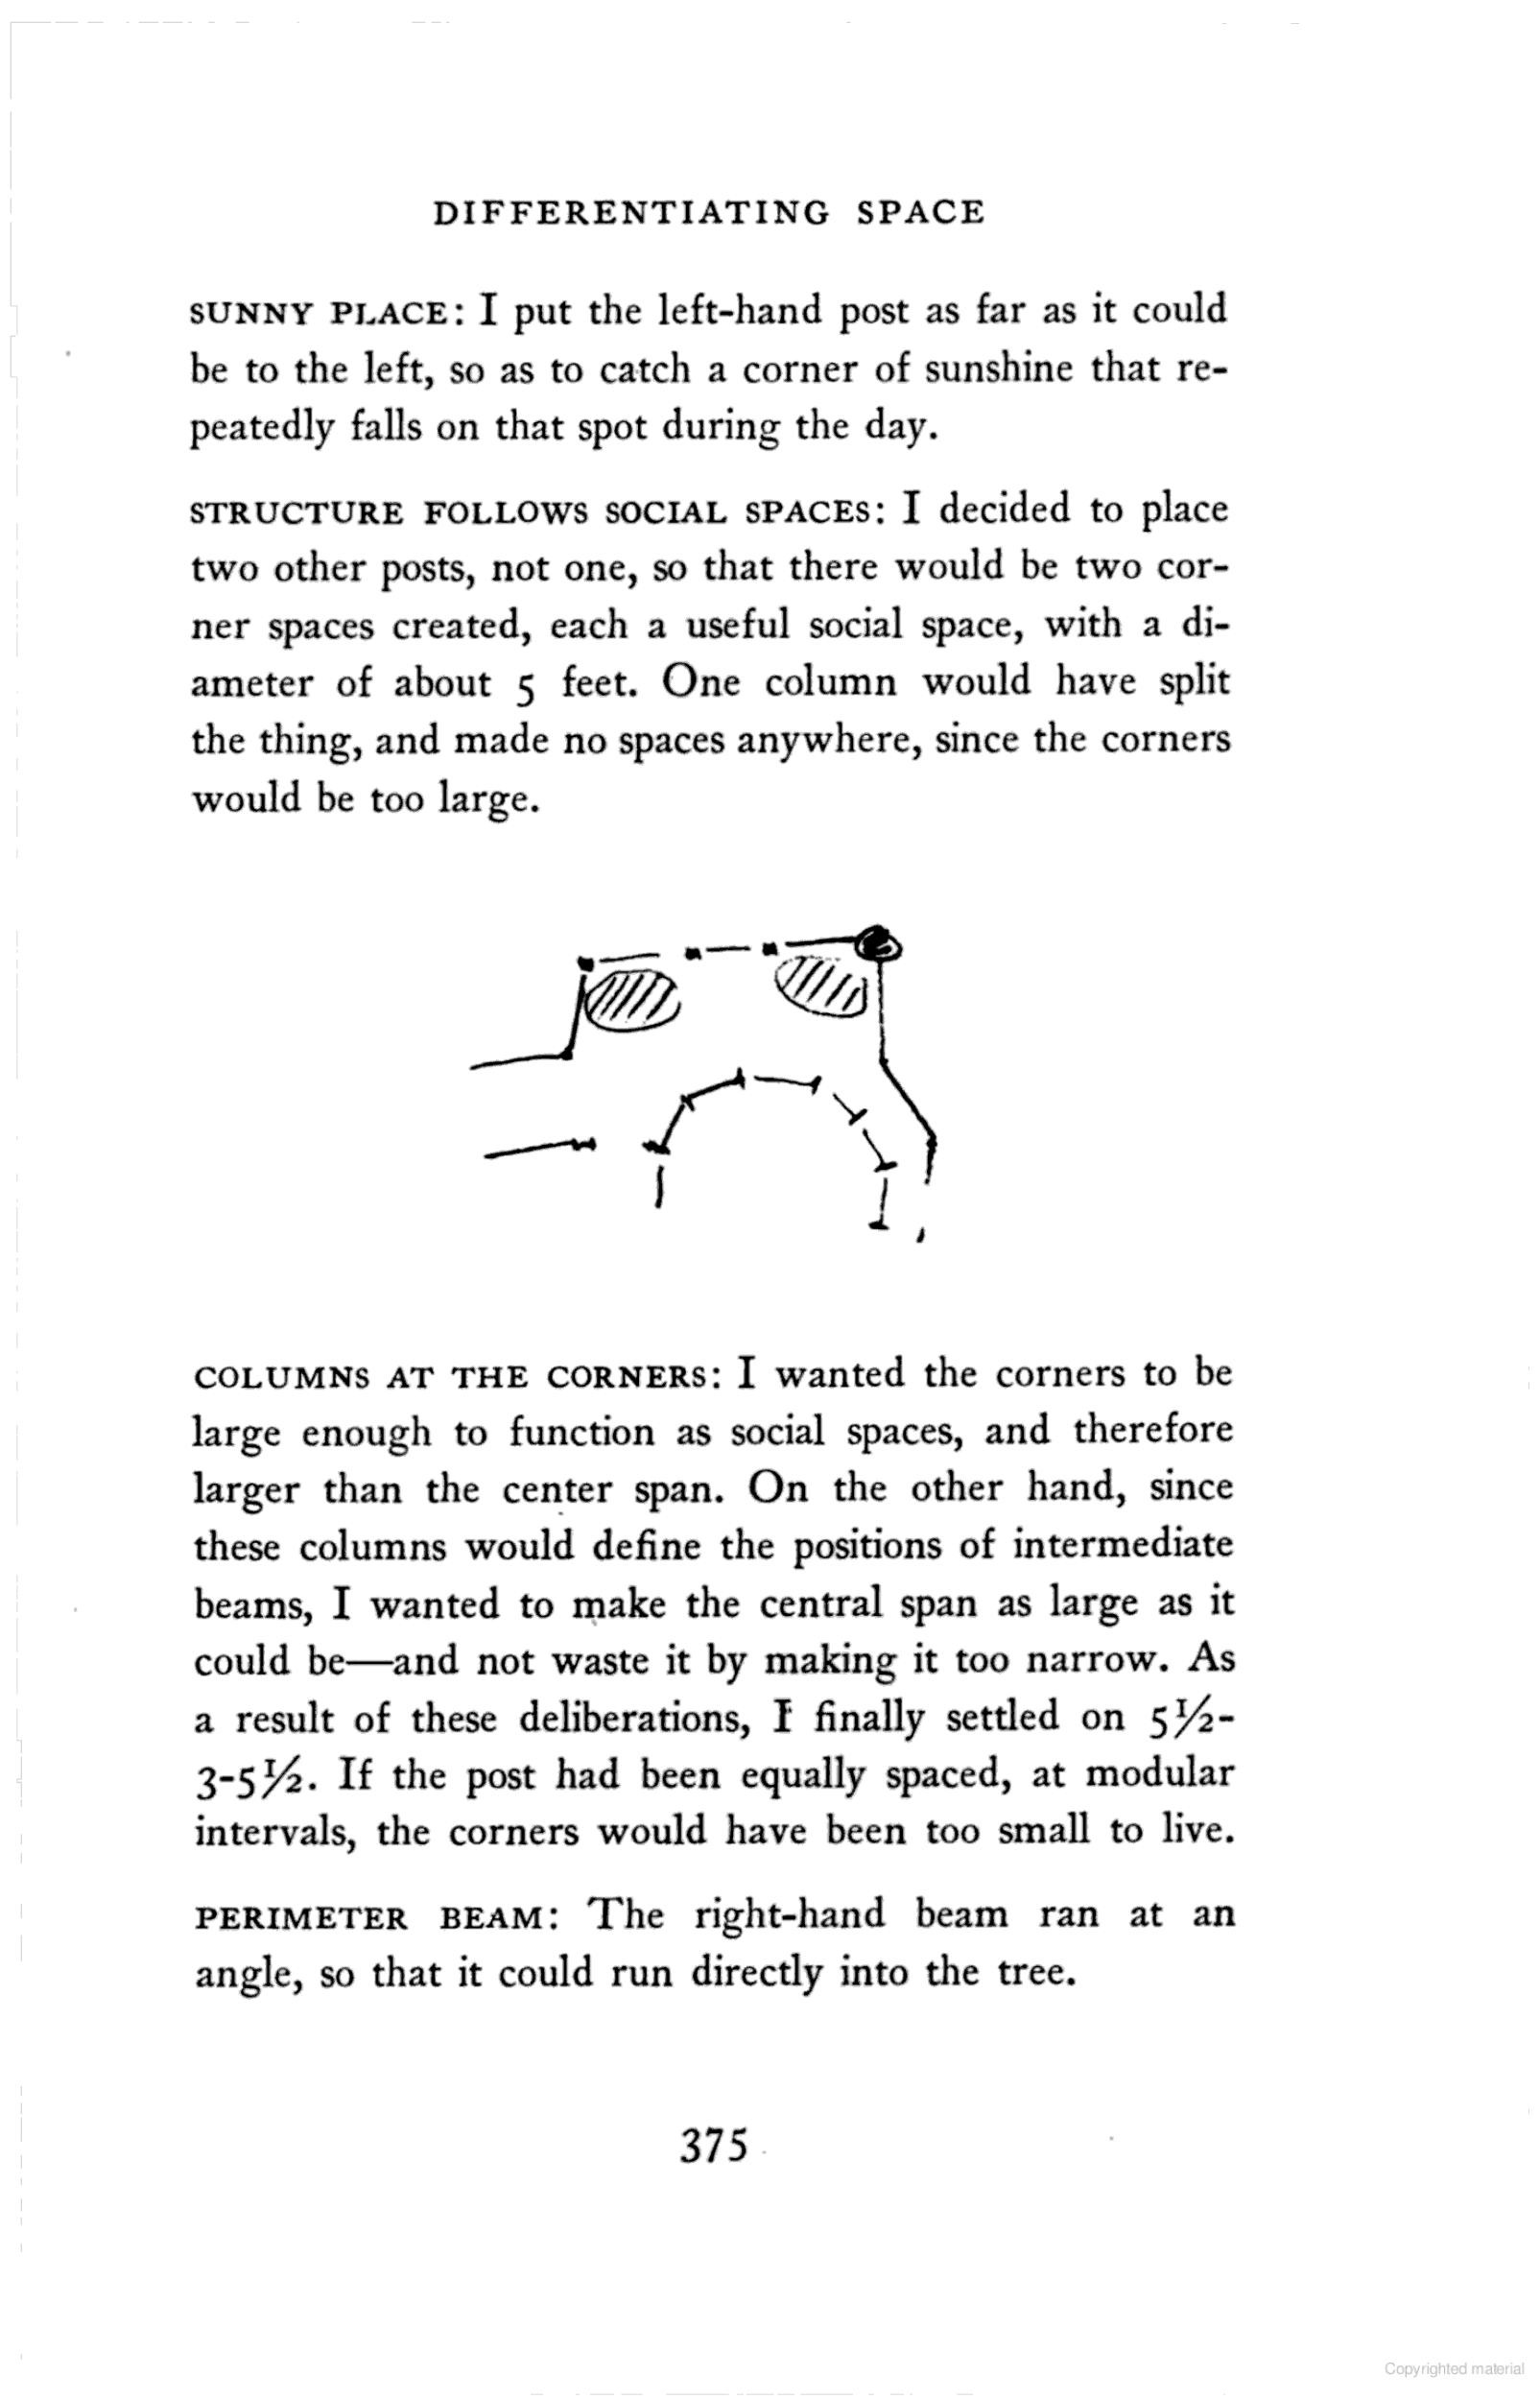 DIFFERENTIATING SPACE
SUNNY PLACE: I put the left-hand post as far as it could
be to the left, so as to catch a corner of sunshine that re-
peatedly falls on that spot during the day.
STRUCTURE FOLLOWS SOCIAL SPACES: I decided to place
two other posts, not one, so that there would be two cor-
ner spaces created, each a useful social space, with a di-
ameter of about 5 feet. One column would have split
the thing, and made no spaces anywhere, since the corners
would be too large.
COLUMNS AT THE CORNERS: I wanted the corners to be
large enough to function as social spaces, and therefore
larger than the center span. On the other hand, since
these columns would define the positions of intermediate
beams, I wanted to make the central span as large as it
could be—and not waste it by making it too narrow. As
a result of these deliberations, I finally settled on 5½-
3-5½. If the post had been equally spaced, at modular
intervals, the corners would have been too small to live.
PERIMETER BEAM: The right-hand beam ran at an
angle, so that it could run directly into the tree.
375
Copyrighted material